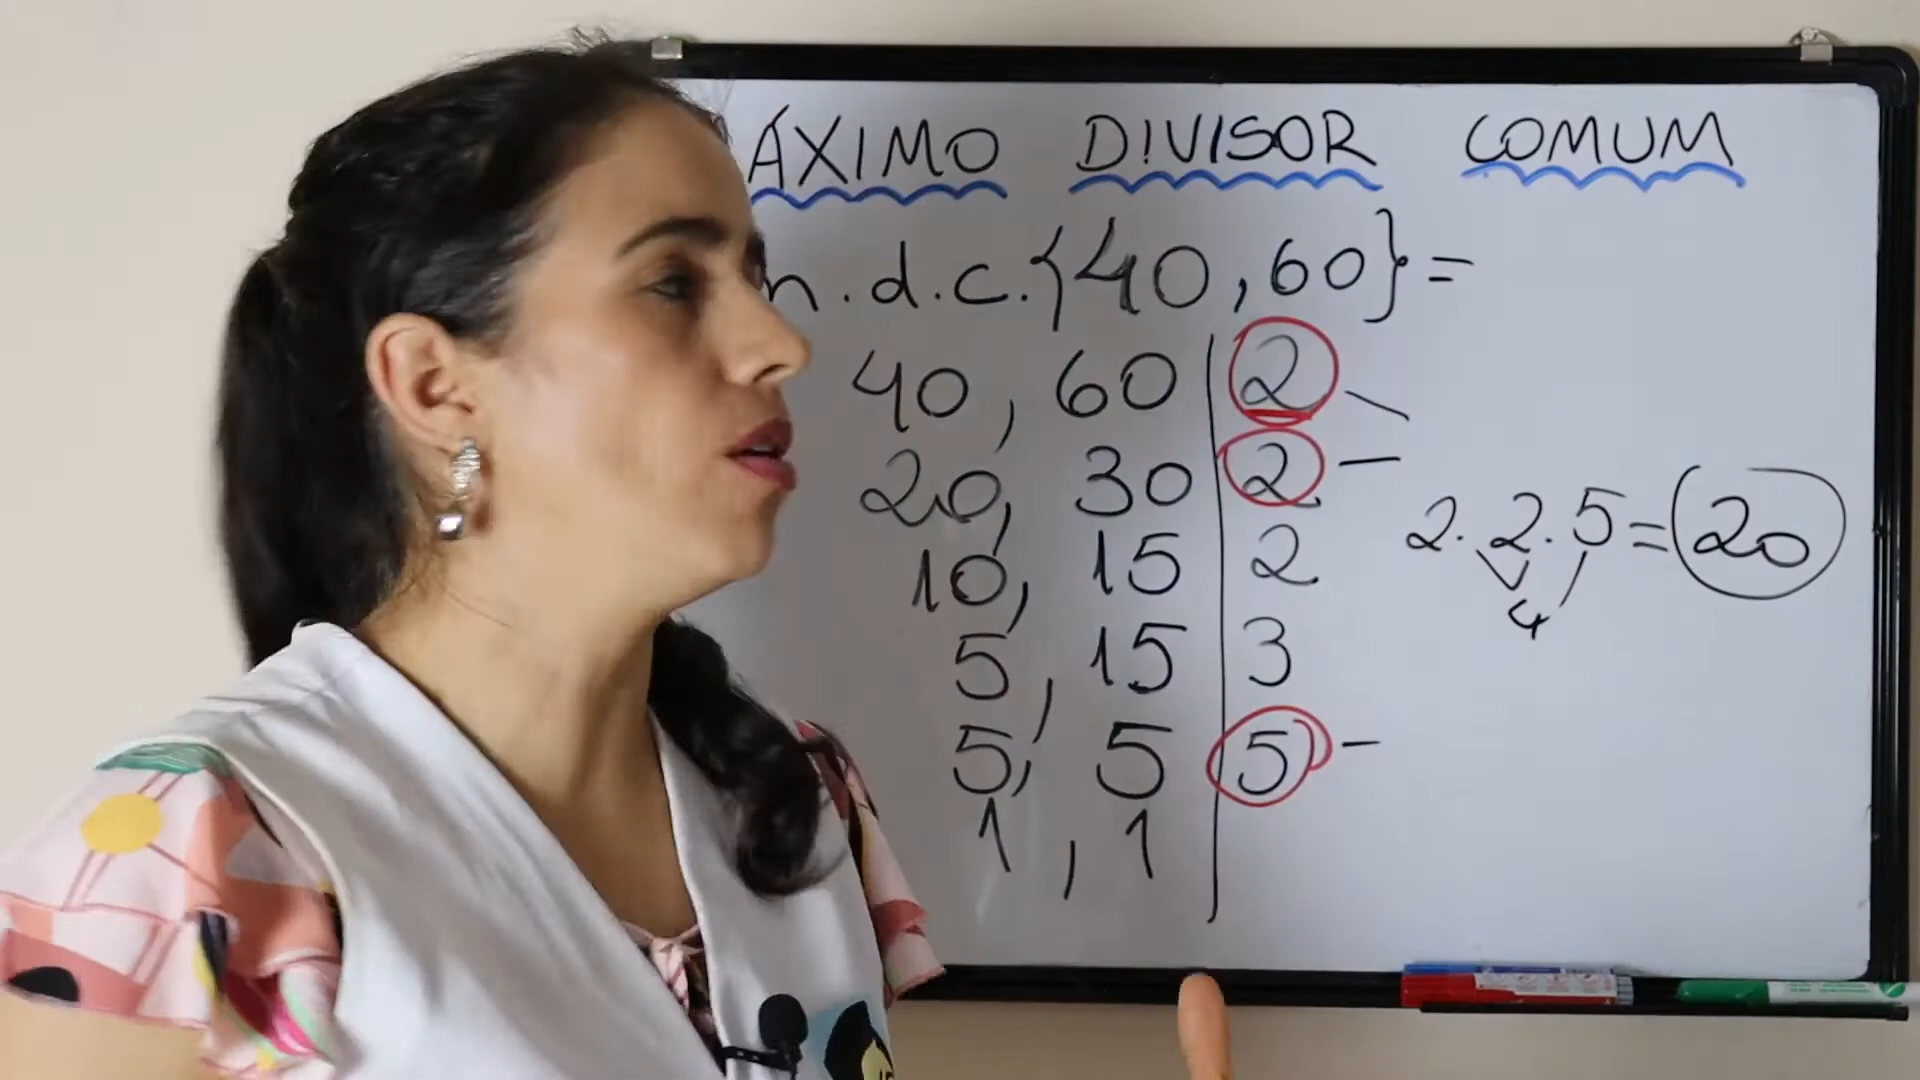 ÁXIMO DIVISOR COMUM
.d.c.{40,60}=
40, 60 | 2
20, 30 | 2
10, 15 | 2
5, 15 | 3
5, 5 | 5
1, 1
2.2.5=20
4